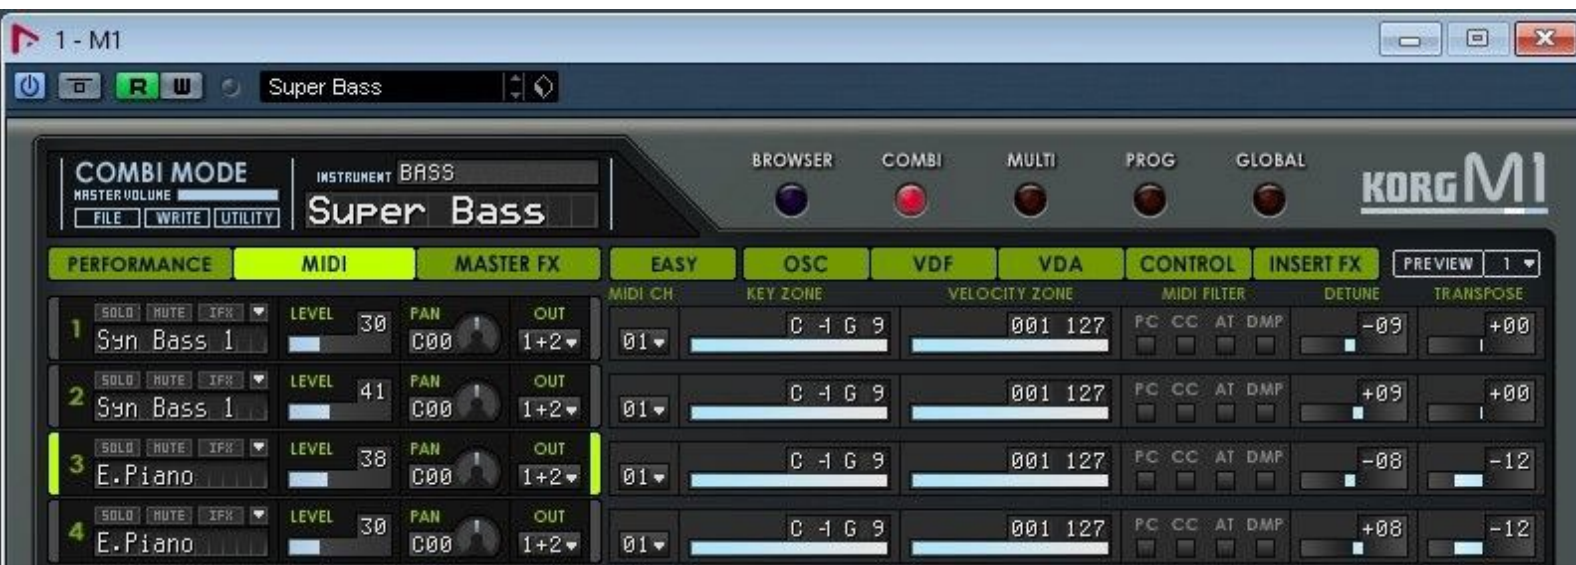 1 - M1
R W Super Bass
COMBI MODE INSTRUMENT BASS BROWSER COMBI MULTI PROG GLOBAL KORG M1
MASTER VOLUME
FILE WRITE UTILITY Super Bass
PERFORMANCE MIDI MASTER FX EASY OSC VDF VDA CONTROL INSERT FX PREVIEW 1
MIDI CH KEY ZONE VELOCITY ZONE MIDI FILTER DETUNE TRANSPOSE
1 SOLO MUTE IFX LEVEL 30 PAN OUT C -1 G 9 001 127 PC CC AT DMP -09 +00
Syn Bass 1 C00 1+2 01
2 SOLO MUTE IFX LEVEL 41 PAN OUT C -1 G 9 001 127 PC CC AT DMP +09 +00
Syn Bass 1 C00 1+2 01
3 SOLO MUTE IFX LEVEL 38 PAN OUT C -1 G 9 001 127 PC CC AT DMP -08 -12
E.Piano C00 1+2 01
4 SOLO MUTE IFX LEVEL 30 PAN OUT C -1 G 9 001 127 PC CC AT DMP +08 -12
E.Piano C00 1+2 01